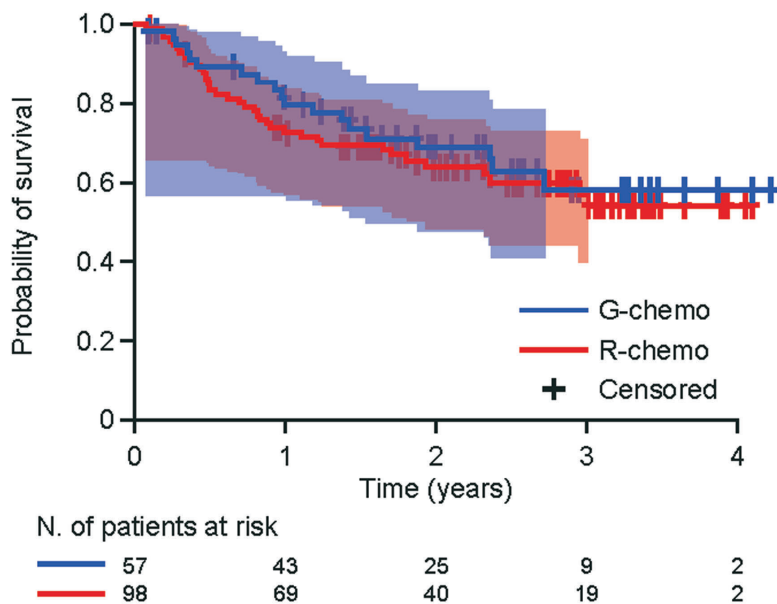 Probability of survival
1.0
0.8
0.6
0.4
0.2
0
0 1 2 3 4
Time (years)
G-chemo
R-chemo
Censored
N. of patients at risk
57 43 25 9 2
98 69 40 19 2